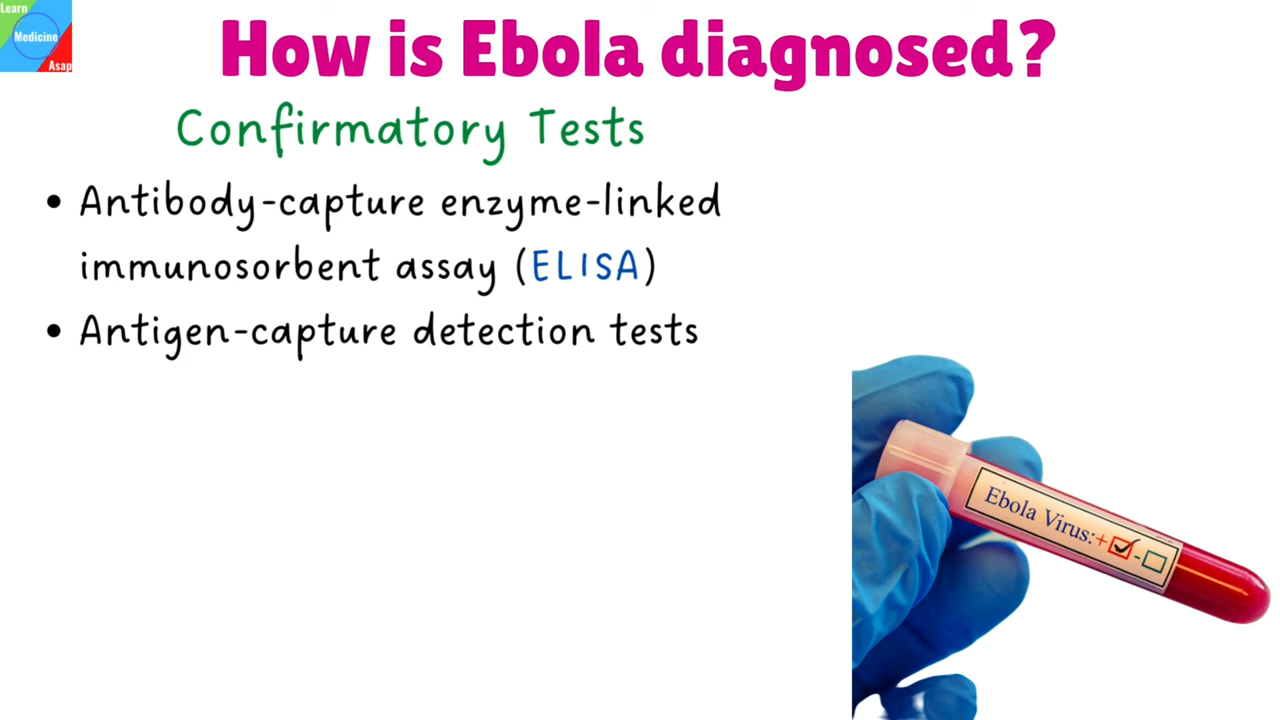 Learn
Medicine
Asap
How is Ebola diagnosed?
Confirmatory Tests
• Antibody-capture enzyme-linked
immunosorbent assay (ELISA)
• Antigen-capture detection tests
Ebola Virus:+ -